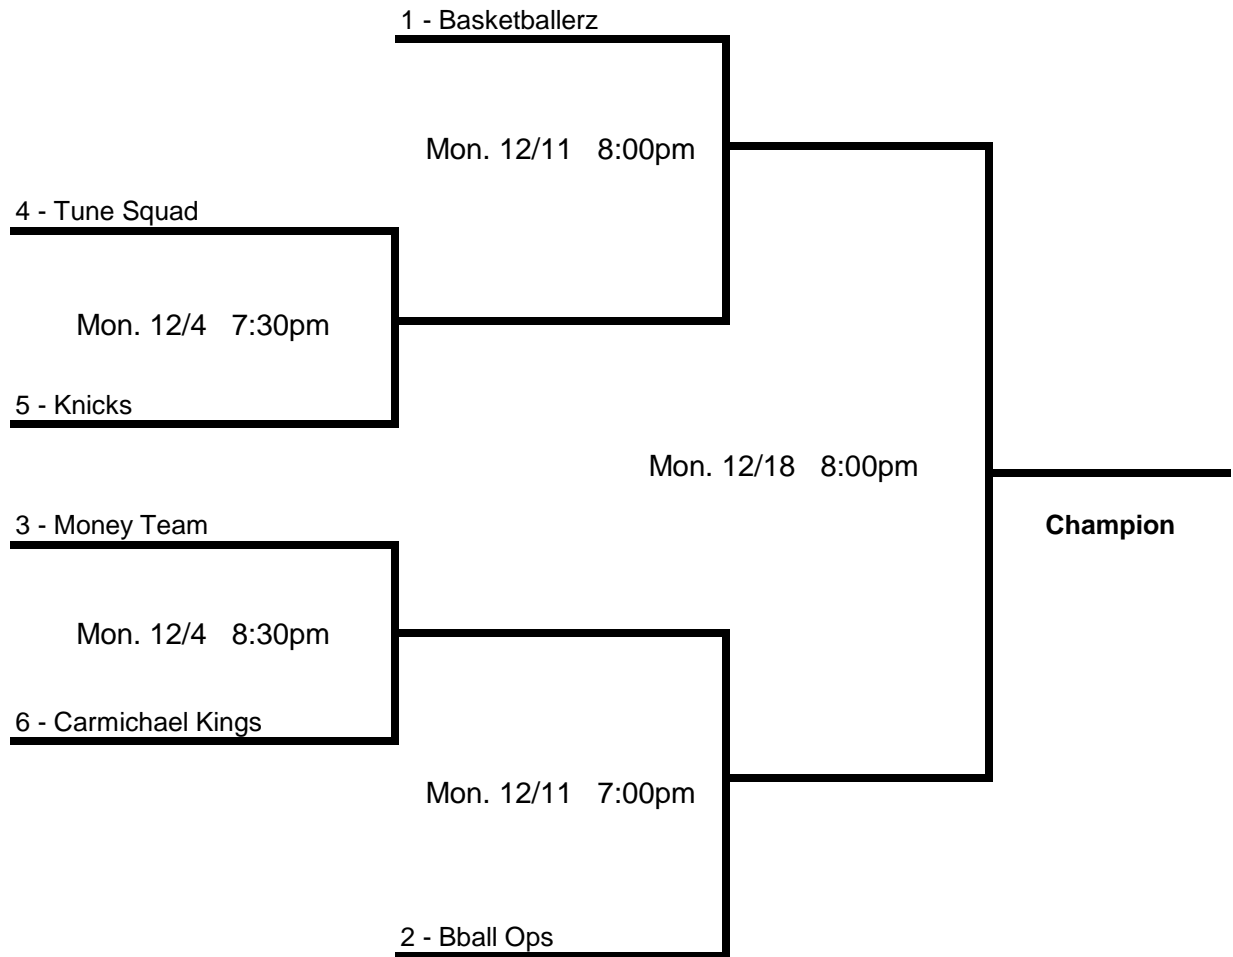 1 - Basketballerz
Mon. 12/11 8:00pm
4 - Tune Squad
Mon. 12/4 7:30pm
5 - Knicks
Mon. 12/18 8:00pm
3 - Money Team
Champion
Mon. 12/4 8:30pm
6 - Carmichael Kings
Mon. 12/11 7:00pm
2 - Bball Ops